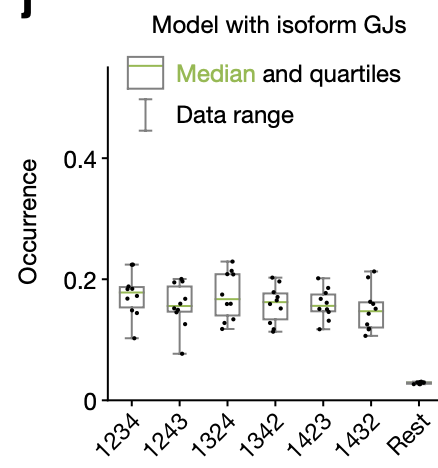 j
Model with isoform GJs
Median and quartiles
Data range
Occurrence
0.4
0.2
0
1234
1243
1324
1342
1423
1432
Rest